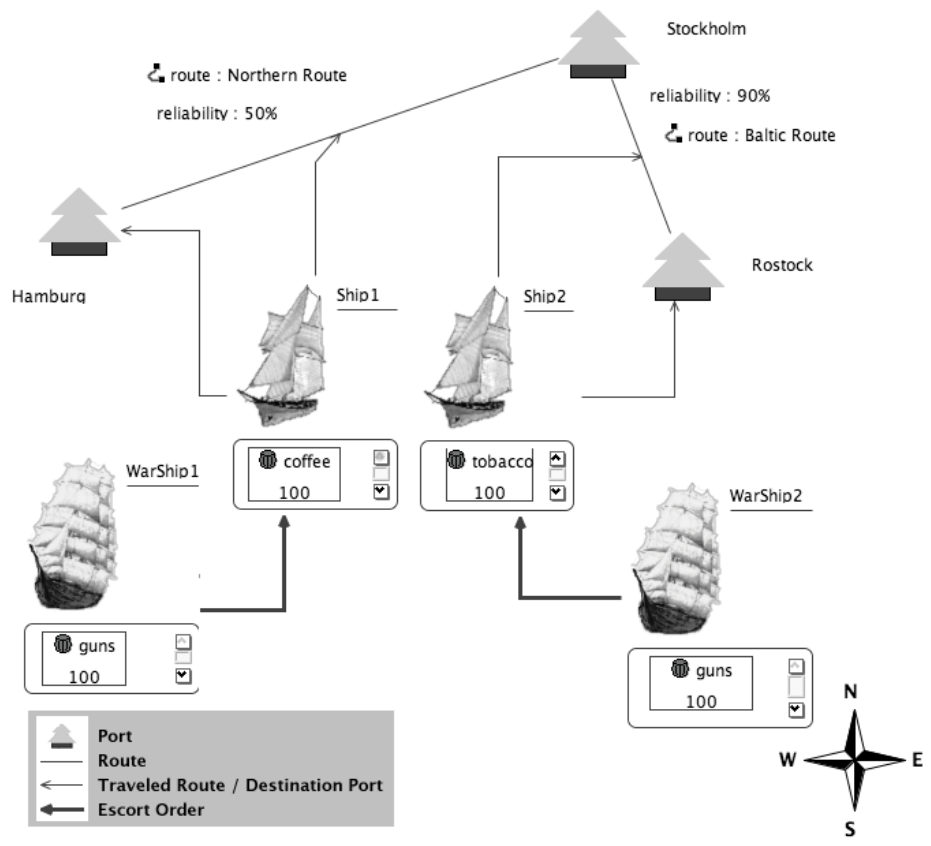 Stockholm
route : Northern Route
reliability : 50%
reliability : 90%
route : Baltic Route
Hamburg
Rostock
Ship1
Ship2
coffee
100
tobacco
100
WarShip1
WarShip2
guns
100
guns
100
Port
Route
Traveled Route / Destination Port
Escort Order
N
W
E
S